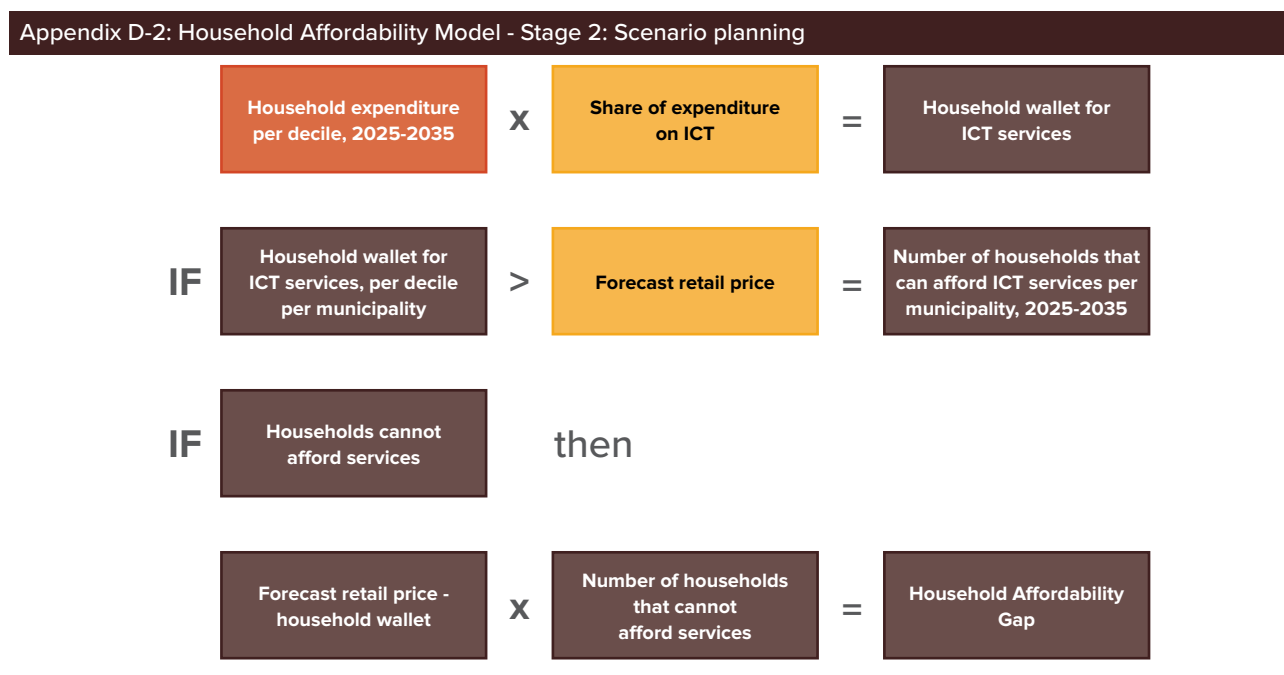 Appendix D-2: Household Affordability Model - Stage 2: Scenario planning
Household expenditure
per decile, 2025-2035
x
Share of expenditure
on ICT
=
Household wallet for
ICT services
IF
Household wallet for
ICT services, per decile
per municipality
>
Forecast retail price
=
Number of households that
can afford ICT services per
municipality, 2025-2035
IF
Households cannot
afford services
then
Forecast retail price -
household wallet
x
Number of households
that cannot
afford services
=
Household Affordability
Gap